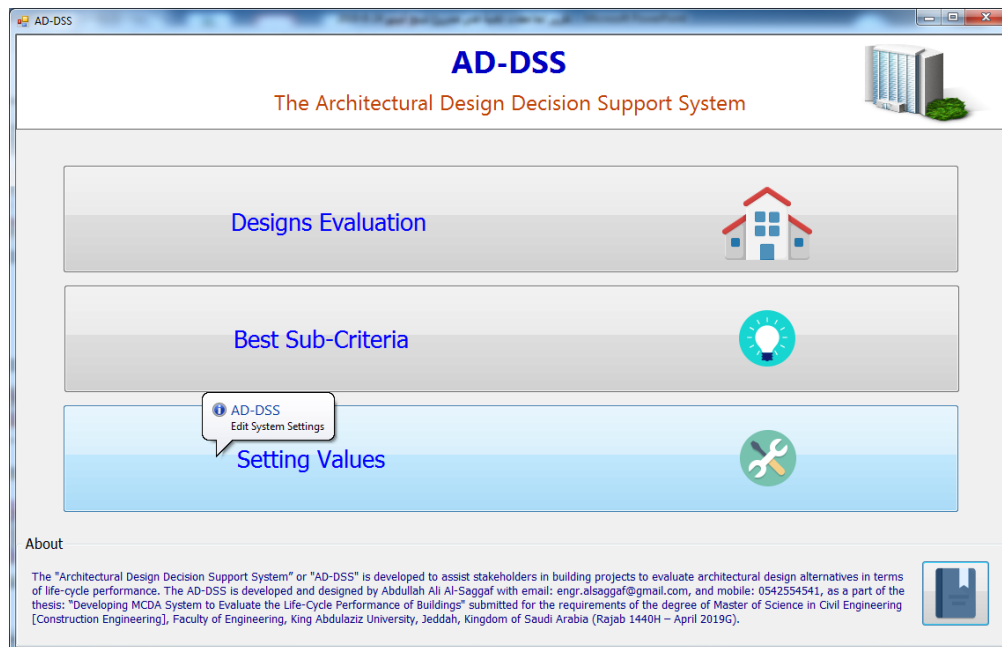 AD-DSS
AD-DSS
The Architectural Design Decision Support System
Designs Evaluation
Best Sub-Criteria
AD-DSS
Edit System Settings
Setting Values
About
The "Architectural Design Decision Support System” or "AD-DSS" is developed to assist stakeholders in building projects to evaluate architectural design alternatives in terms
of life-cycle performance. The AD-DSS is developed and designed by Abdullah Ali Al-Saggaf with email: engr.alsaggaf@gmail.com, and mobile: 0542554541, as a part of the
thesis: “Developing MCDA System to Evaluate the Life-Cycle Performance of Buildings" submitted for the requirements of the degree of Master of Science in Civil Engineering
[Construction Engineering], Faculty of Engineering, King Abdulaziz University, Jeddah, Kingdom of Saudi Arabia (Rajab 1440H – April 2019G).